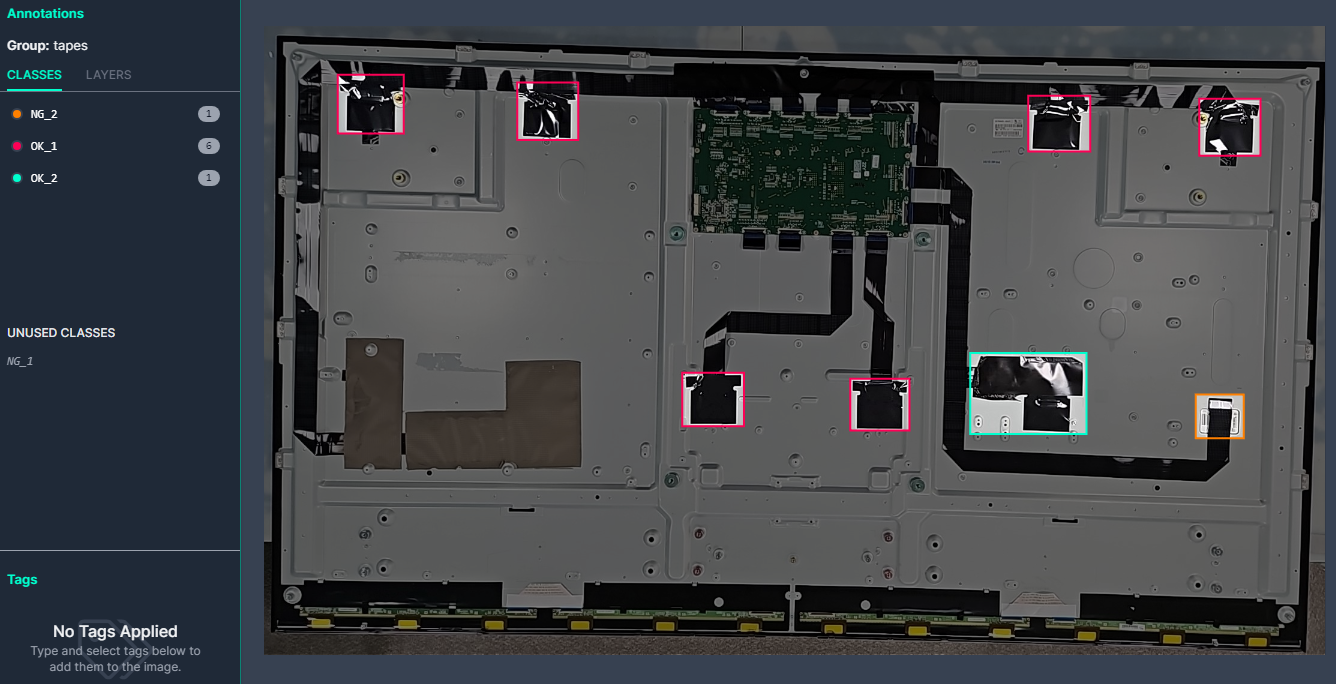 Annotations
Group: tapes
CLASSES LAYERS
NG_2 1
OK_1 6
OK_2 1
UNUSED CLASSES
NG_1
Tags
No Tags Applied
Type and select tags below to
add them to the image.